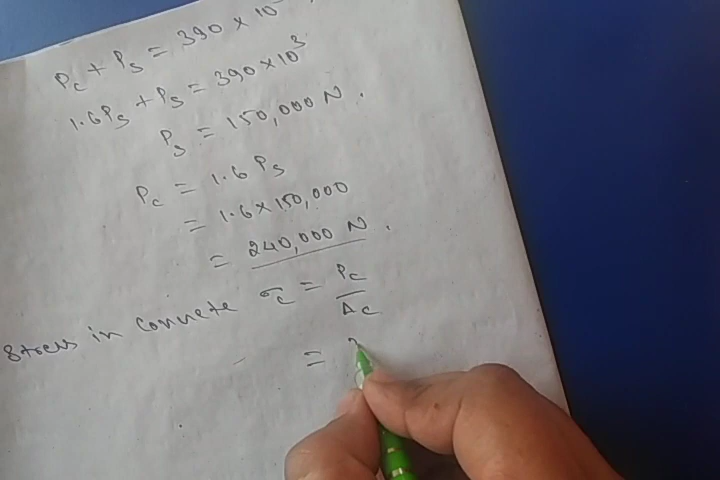 Pc + Ps = 390 × 10
1.6Ps + Ps = 390 × 10³
Ps = 150,000 N.
Pc = 1.6 Ps
= 1.6 × 150,000
= 240,000 N.
Stress in concrete σc = Pc/Ac
= 2